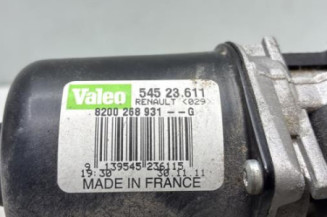 Valeo
545 23.611
RENAULT <029>
8200 268 931 --G
9 139545 236115
19:30 30.11.11
MADE IN FRANCE